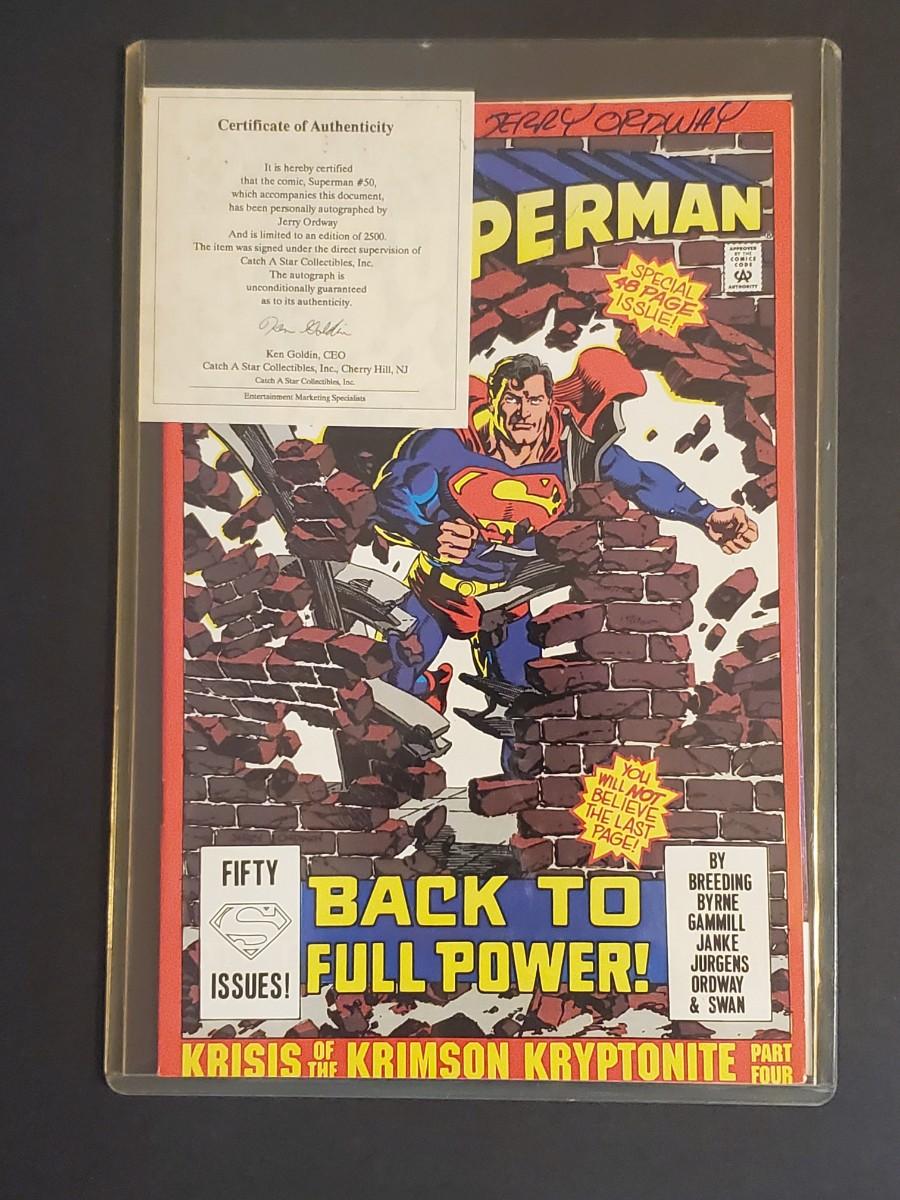 Certificate of Authenticity
It is hereby certified
that the comic, Superman #50,
which accompanies this document,
has been personally autographed by
Jerry Ordway
And is limited to an edition of 2500.
The item was signed under the direct supervision of
Catch A Star Collectibles, Inc.
The autograph is
unconditionally guaranteed
as to its authenticity.
Ken Goldin
Ken Goldin, CEO
Catch A Star Collectibles, Inc., Cherry Hill, NJ
Catch A Star Collectibles, Inc.
Entertainment Marketing Specialists
JERRY ORDWAY
PERMAN
APPROVED
BY THE
COMICS
CODE
CA
AUTHORITY
SPECIAL
48 PAGE
ISSUE!
S
YOU
WILL NOT
BELIEVE
THE LAST
PAGE!
FIFTY
S
ISSUES!
BACK TO
FULL POWER!
BY
BREEDING
BYRNE
GAMMILL
JANKE
JURGENS
ORDWAY
& SWAN
KRISIS OF THE KRIMSON KRYPTONITE PART FOUR